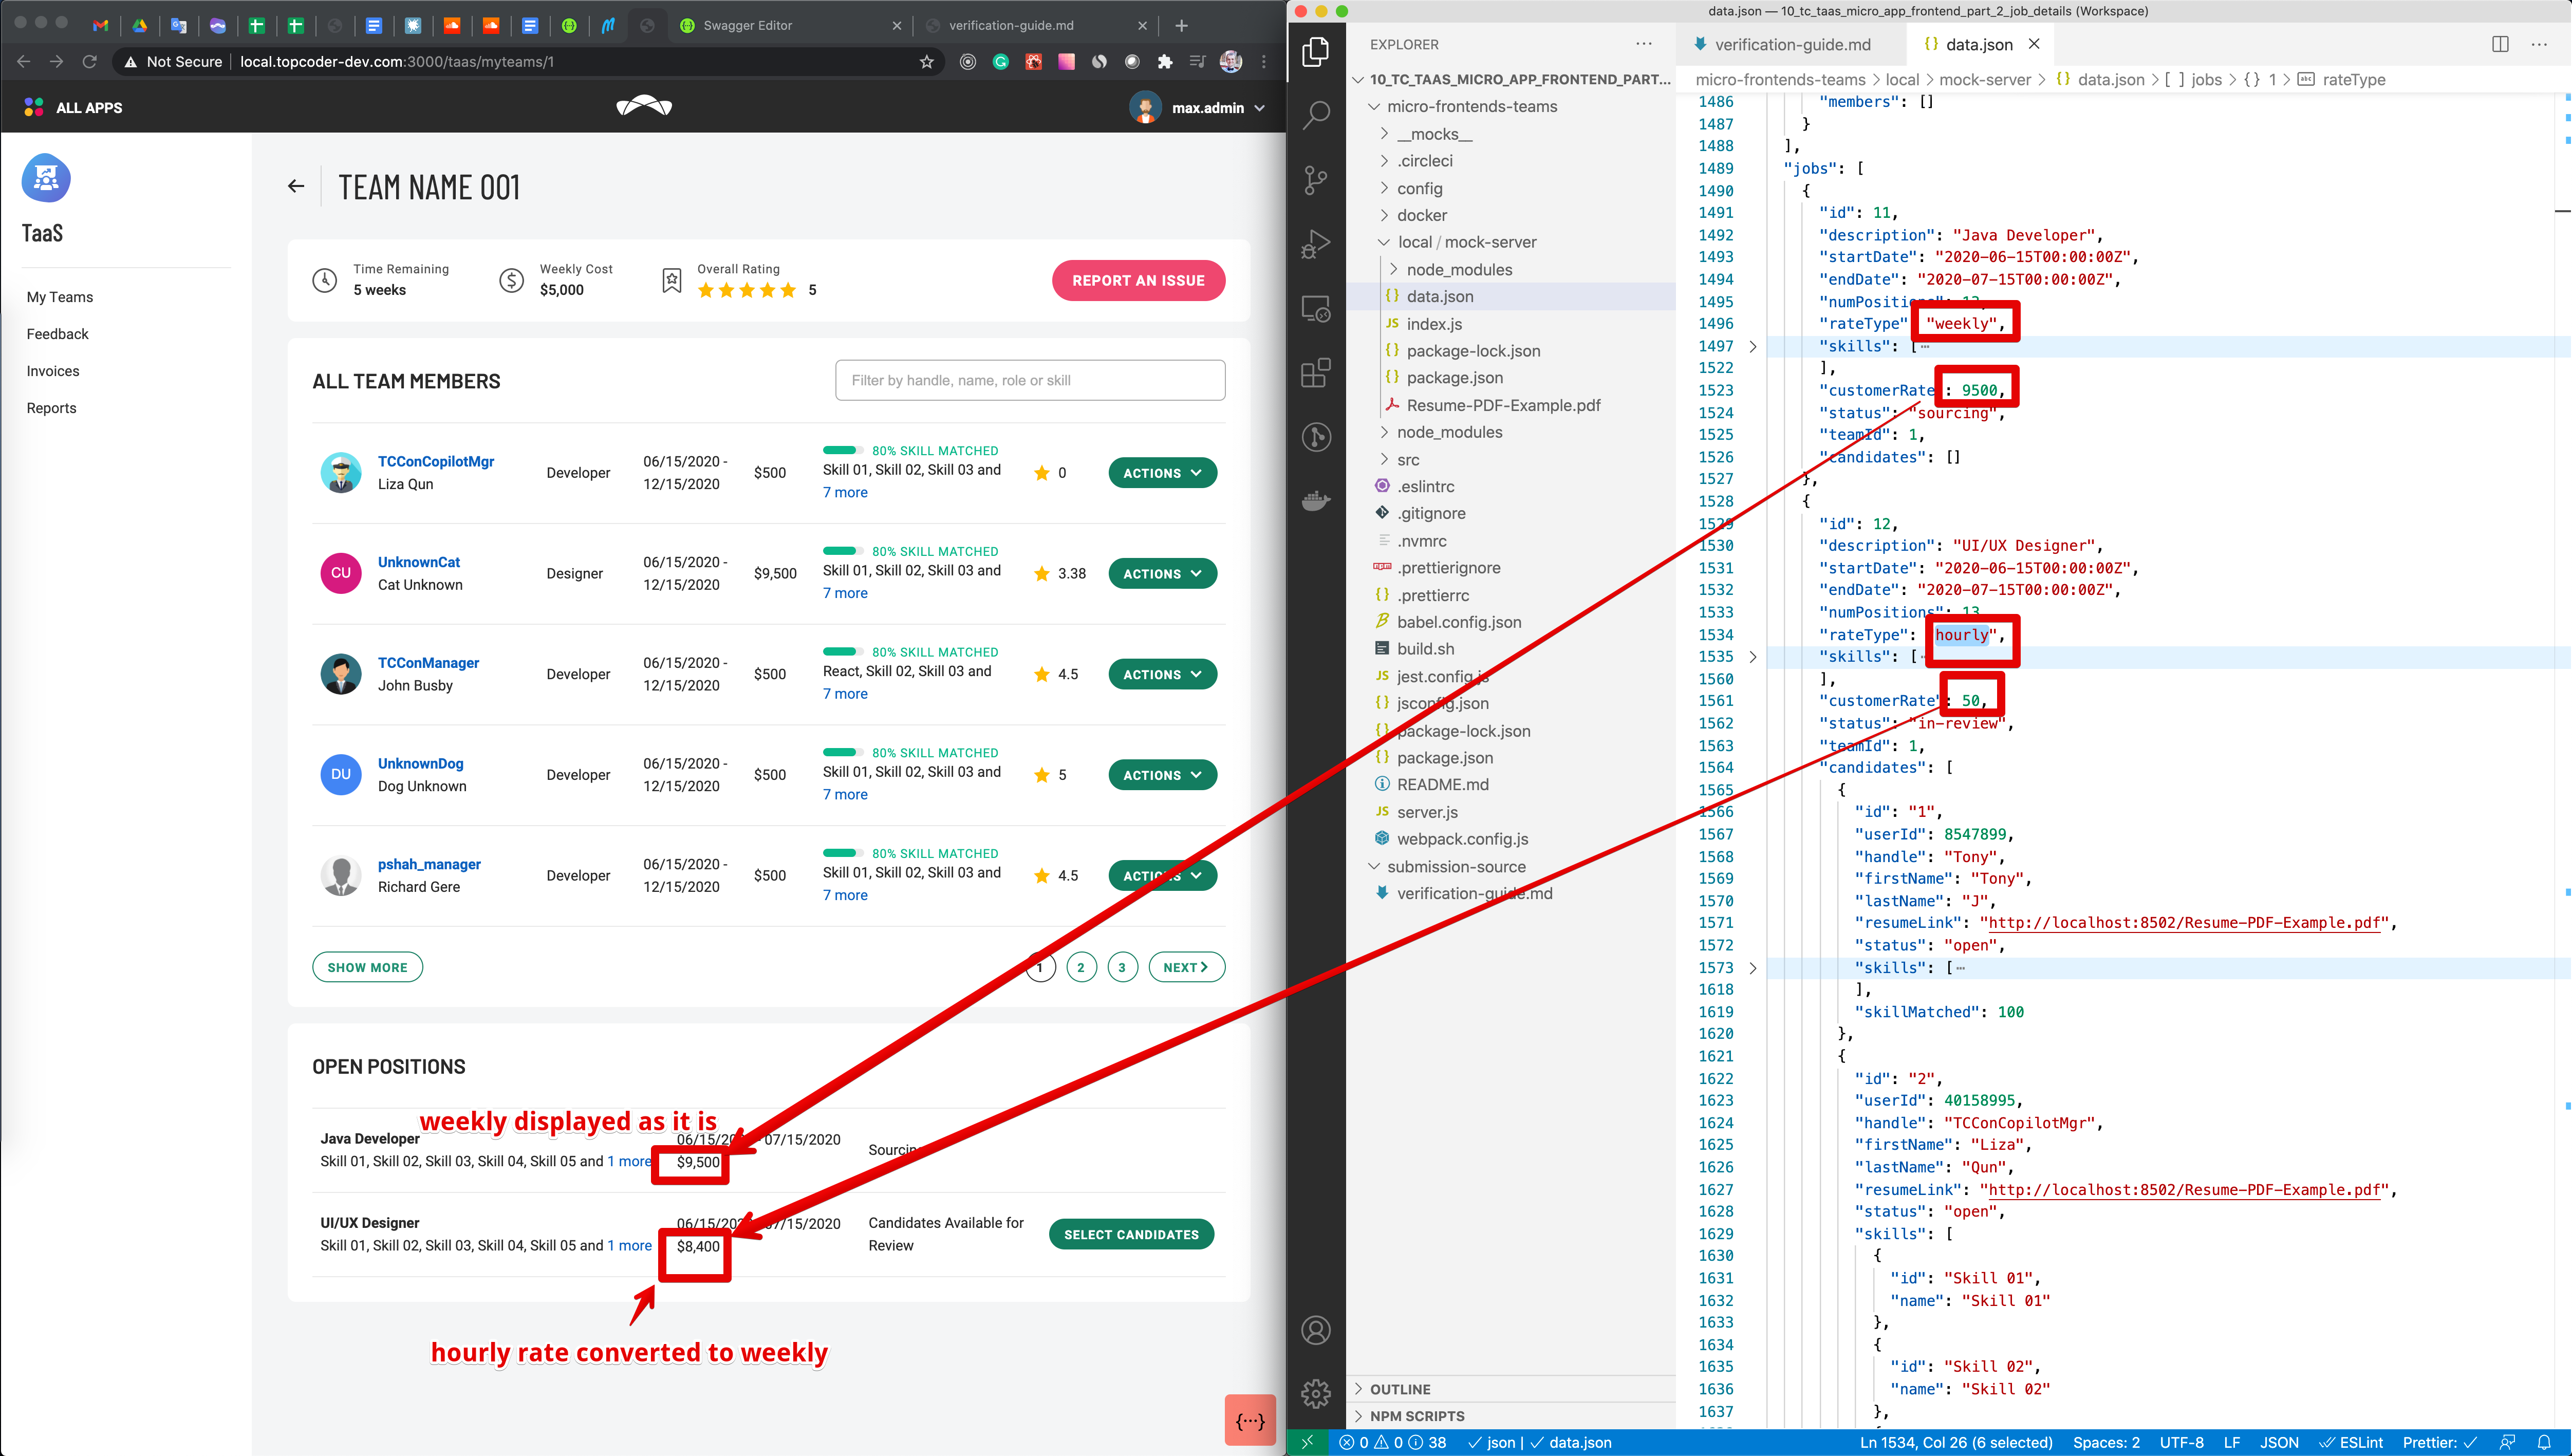 Swagger Editor
verification-guide.md
Not Secure
local.topcoder-dev.com:3000/taas/myteams/1
ALL APPS
max.admin
TaaS
My Teams
Feedback
Invoices
Reports
TEAM NAME 001
Time Remaining
5 weeks
Weekly Cost
$5,000
Overall Rating
5
REPORT AN ISSUE
ALL TEAM MEMBERS
Filter by handle, name, role or skill
TCConCopilotMgr
Liza Qun
Developer
06/15/2020 -
12/15/2020
$500
80% SKILL MATCHED
Skill 01, Skill 02, Skill 03 and
7 more
0
ACTIONS
CU
UnknownCat
Cat Unknown
Designer
06/15/2020 -
12/15/2020
$9,500
80% SKILL MATCHED
Skill 01, Skill 02, Skill 03 and
7 more
3.38
ACTIONS
TCConManager
John Busby
Developer
06/15/2020 -
12/15/2020
$500
80% SKILL MATCHED
React, Skill 02, Skill 03 and
7 more
4.5
ACTIONS
DU
UnknownDog
Dog Unknown
Developer
06/15/2020 -
12/15/2020
$500
80% SKILL MATCHED
Skill 01, Skill 02, Skill 03 and
7 more
5
ACTIONS
pshah_manager
Richard Gere
Developer
06/15/2020 -
12/15/2020
$500
80% SKILL MATCHED
Skill 01, Skill 02, Skill 03 and
7 more
4.5
ACTIONS
SHOW MORE
1
2
3
NEXT
OPEN POSITIONS
weekly displayed as it is
Java Developer
Skill 01, Skill 02, Skill 03, Skill 04, Skill 05 and 1 more
07/15/2020
$9,500
Sourcing
UI/UX Designer
Skill 01, Skill 02, Skill 03, Skill 04, Skill 05 and 1 more
07/15/2020
$8,400
Candidates Available for
Review
SELECT CANDIDATES
hourly rate converted to weekly
{···}
data.json — 10_tc_taas_micro_app_frontend_part_2_job_details (Workspace)
EXPLORER
10_TC_TAAS_MICRO_APP_FRONTEND_PART...
micro-frontends-teams
__mocks__
.circleci
config
docker
local / mock-server
node_modules
data.json
index.js
package-lock.json
package.json
Resume-PDF-Example.pdf
node_modules
src
.eslintrc
.gitignore
.nvmrc
.prettierignore
.prettierrc
babel.config.json
build.sh
jest.config.js
jsconfig.json
package-lock.json
package.json
README.md
server.js
webpack.config.js
submission-source
verification-guide.md
OUTLINE
NPM SCRIPTS
verification-guide.md
data.json
micro-frontends-teams > local > mock-server > {} data.json > [ ] jobs > {} 1 > rateType
1486 "members": []
1487 }
1488 ],
1489 "jobs": [
1490 {
1491 "id": 11,
1492 "description": "Java Developer",
1493 "startDate": "2020-06-15T00:00:00Z",
1494 "endDate": "2020-07-15T00:00:00Z",
1495 "numPositions": 13,
1496 "rateType" "weekly",
1497 "skills": [···
1522 ],
1523 "customerRate : 9500,
1524 "status": "sourcing",
1525 "teamId": 1,
1526 "candidates": []
1527 },
1528 {
1529 "id": 12,
1530 "description": "UI/UX Designer",
1531 "startDate": "2020-06-15T00:00:00Z",
1532 "endDate": "2020-07-15T00:00:00Z",
1533 "numPositions": 13,
1534 "rateType": hourly",
1535 "skills": [
1560 ],
1561 "customerRate": 50,
1562 "status": "in-review",
1563 "teamId": 1,
1564 "candidates": [
1565 {
1566 "id": "1",
1567 "userId": 8547899,
1568 "handle": "Tony",
1569 "firstName": "Tony",
1570 "lastName": "J",
1571 "resumeLink": "http://localhost:8502/Resume-PDF-Example.pdf",
1572 "status": "open",
1573 "skills": [···
1618 ],
1619 "skillMatched": 100
1620 },
1621 {
1622 "id": "2",
1623 "userId": 40158995,
1624 "handle": "TCConCopilotMgr",
1625 "firstName": "Liza",
1626 "lastName": "Qun",
1627 "resumeLink": "http://localhost:8502/Resume-PDF-Example.pdf",
1628 "status": "open",
1629 "skills": [
1630 {
1631 "id": "Skill 01",
1632 "name": "Skill 01"
1633 },
1634 {
1635 "id": "Skill 02",
1636 "name": "Skill 02"
1637 },
0 0 38 json | data.json
Ln 1534, Col 26 (6 selected) Spaces: 2 UTF-8 LF JSON ESLint Prettier: ✓